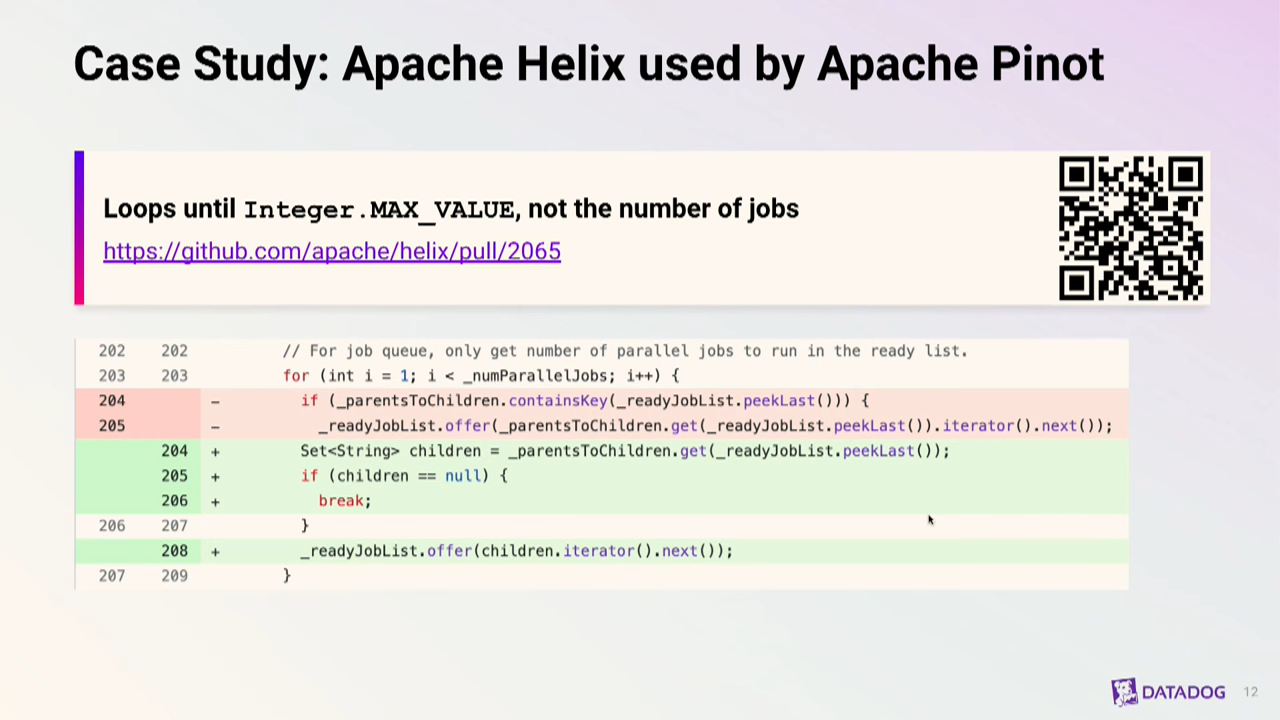 Case Study: Apache Helix used by Apache Pinot
Loops until Integer.MAX_VALUE, not the number of jobs
https://github.com/apache/helix/pull/2065
202 202 // For job queue, only get number of parallel jobs to run in the ready list.
203 203 for (int i = 1; i < _numParallelJobs; i++) {
204 - if (_parentsToChildren.containsKey(_readyJobList.peekLast())) {
205 - _readyJobList.offer(_parentsToChildren.get(_readyJobList.peekLast()).iterator().next());
204 + Set<String> children = _parentsToChildren.get(_readyJobList.peekLast());
205 + if (children == null) {
206 + break;
206 207 }
208 + _readyJobList.offer(children.iterator().next());
207 209 }
DATADOG 12